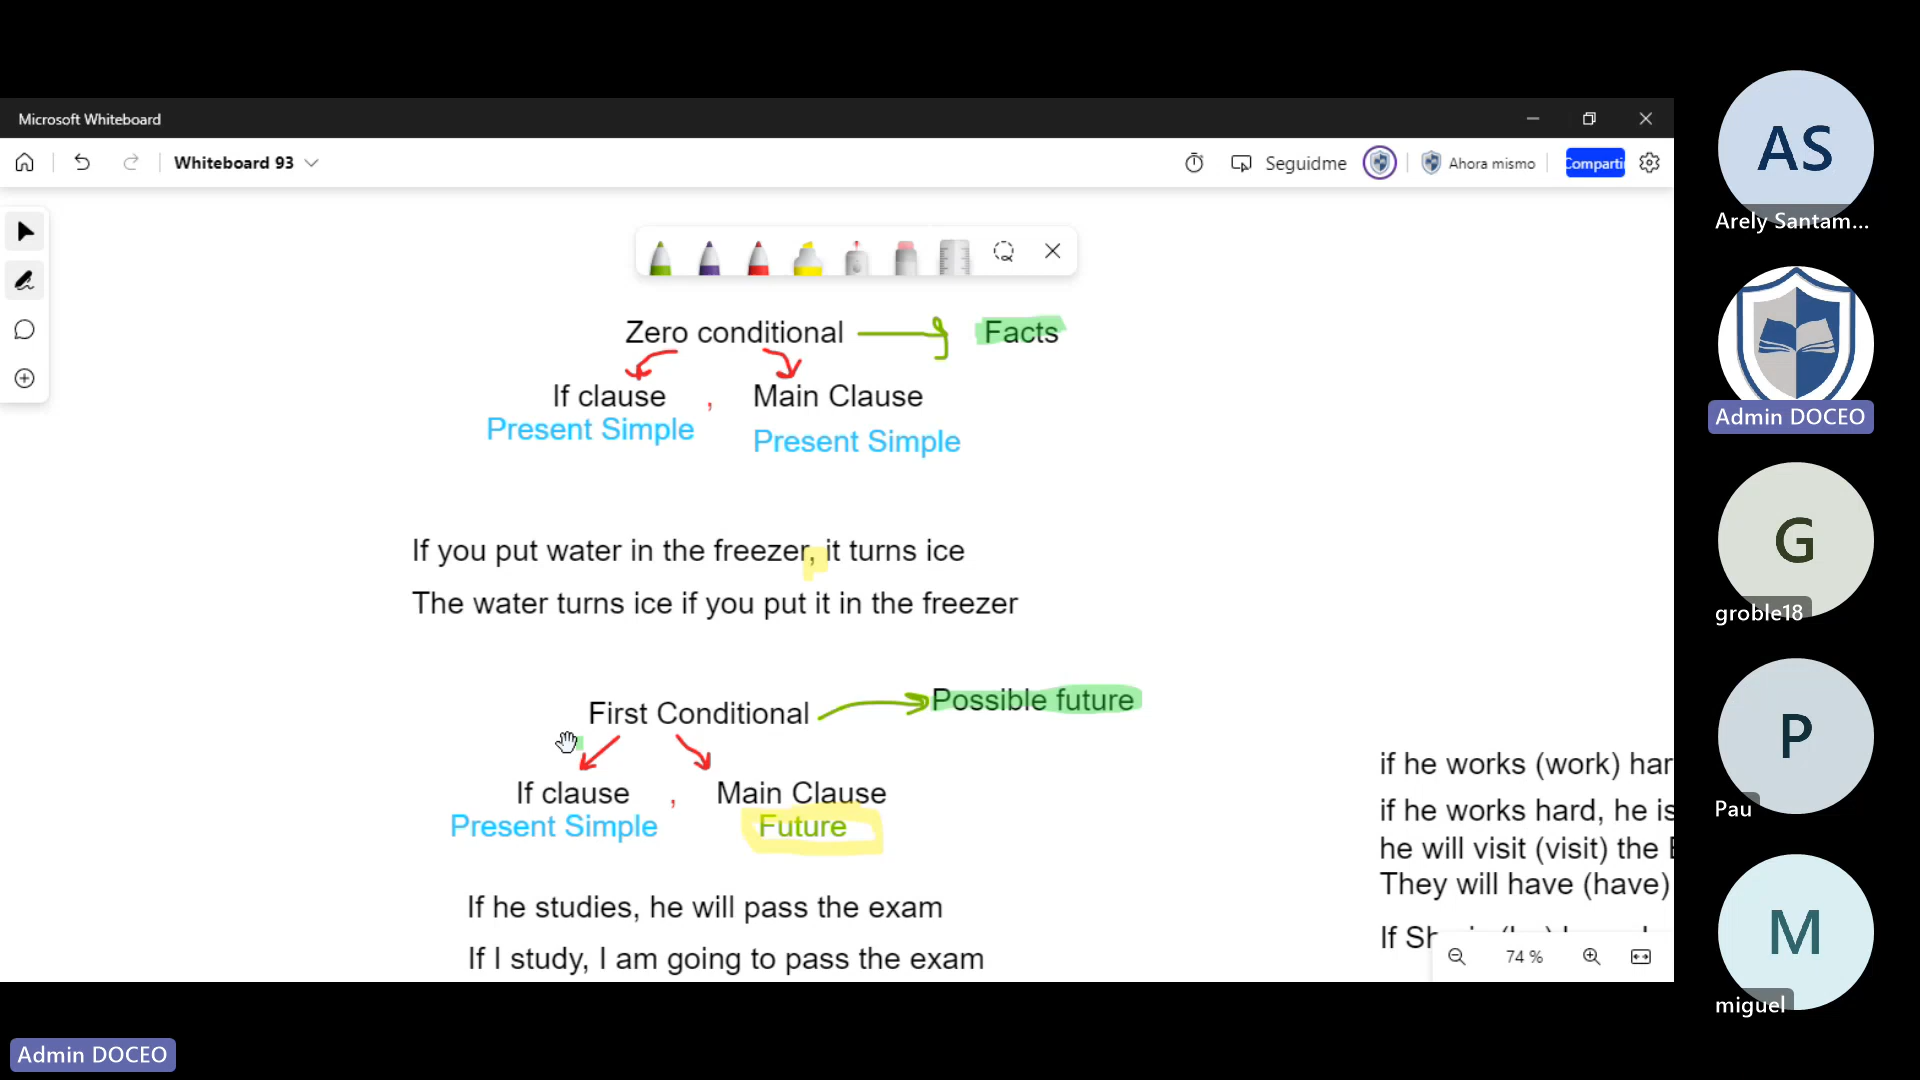 Microsoft Whiteboard
Whiteboard 93
Seguidme
Ahora mismo
Comparti
Zero conditional
Facts
If clause , Main Clause
Present Simple
Present Simple
If you put water in the freezer, it turns ice
The water turns ice if you put it in the freezer
First Conditional
Possible future
If clause , Main Clause
Present Simple
Future
If he studies, he will pass the exam
If I study, I am going to pass the exam
if he works (work) har
if he works hard, he is
he will visit (visit) the
They will have (have)
If
74 %
AS
Arely Santam...
Admin DOCEO
G
groble18
P
Pau
M
miguel
Admin DOCEO